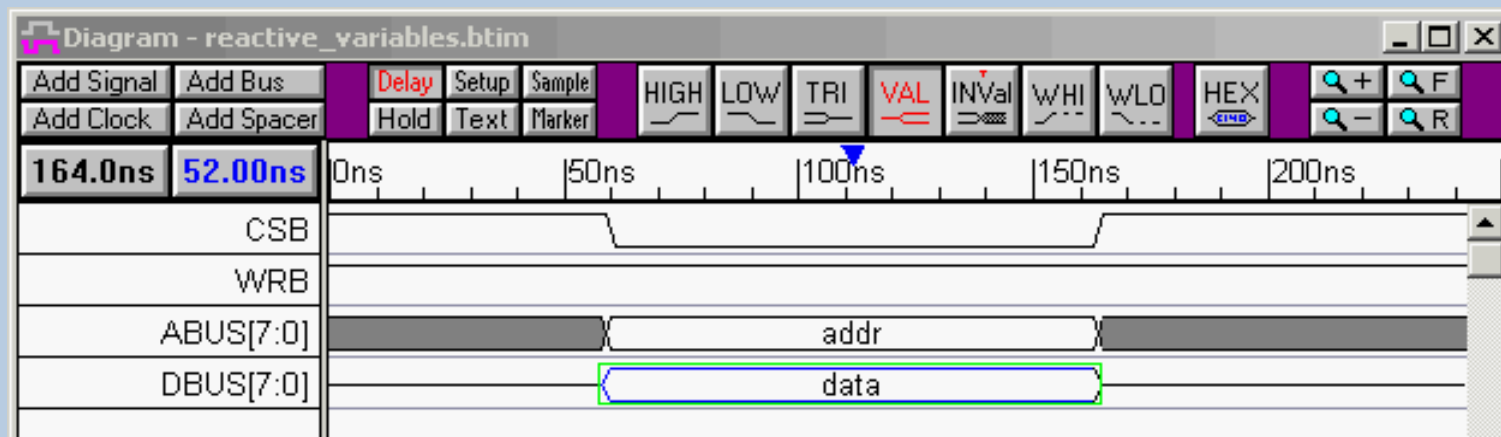 Diagram - reactive_variables.btim
Add Signal Add Bus Delay Setup Sample HIGH LOW TRI VAL INVal WHI WLO HEX + F
Add Clock Add Spacer Hold Text Marker - R
164.0ns 52.00ns 0ns 50ns 100ns 150ns 200ns
CSB
WRB
ABUS[7:0] addr
DBUS[7:0] data